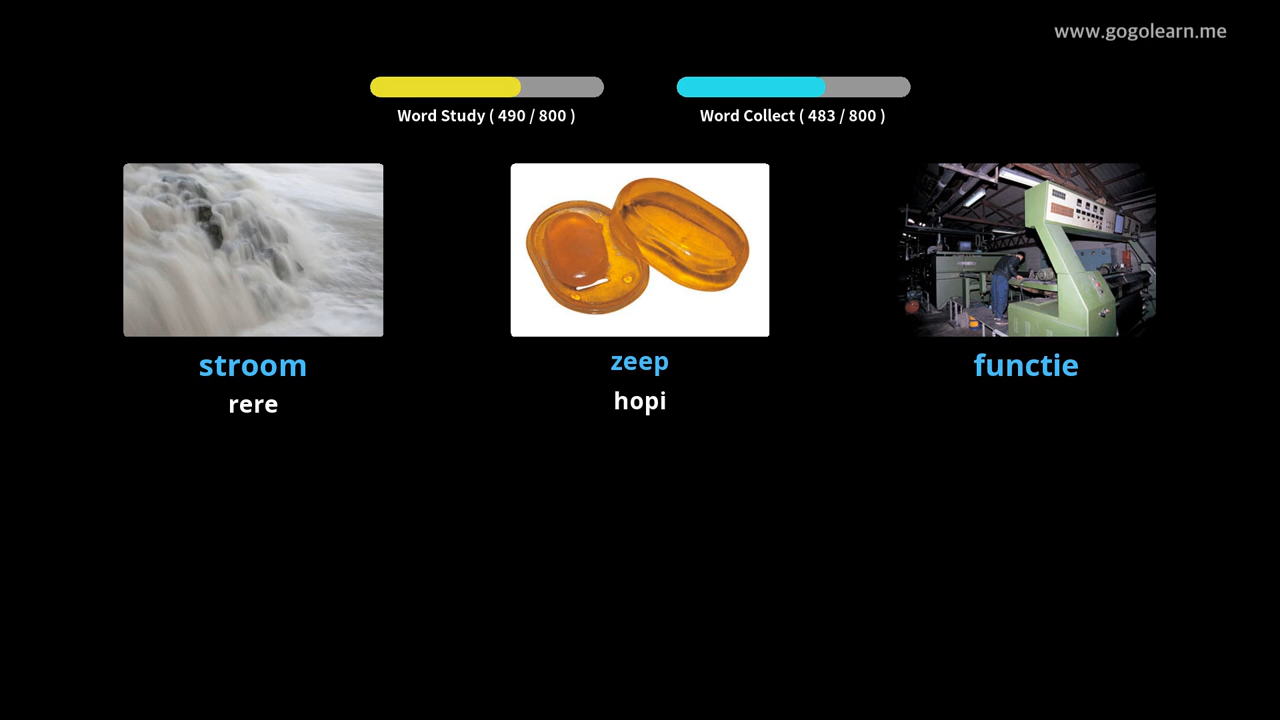 www.gogolearn.me
Word Study ( 490 / 800 )
Word Collect ( 483 / 800 )
stroom
rere
zeep
hopi
functie